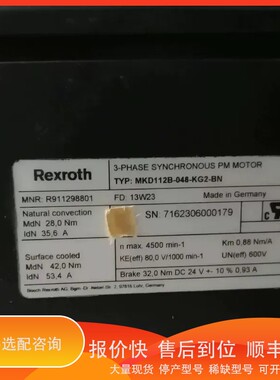 选配咨询
Rexroth
3-PHASE SYNCHRONOUS PM MOTOR
TYP: MKD112B-048-KG2-BN
MNR: R911298801
FD: 13W23
Made in Germany
Natural convection
MdN 28,0 Nm
IdN 35,6 A
SN: 7162306000179
Surface cooled
MdN 42,0 Nm
IdN 53,4 A
n max. 4500 min-1
Km 0,88 Nm/A
KE(eff) 80,0 V/1000 min-1
UN(eff) 600V
Brake 32,0 Nm DC 24 V +- 10 % 0,93 A
报价快 售后到位 顺丰
大量现货 停产型号 稀缺型号 可开票